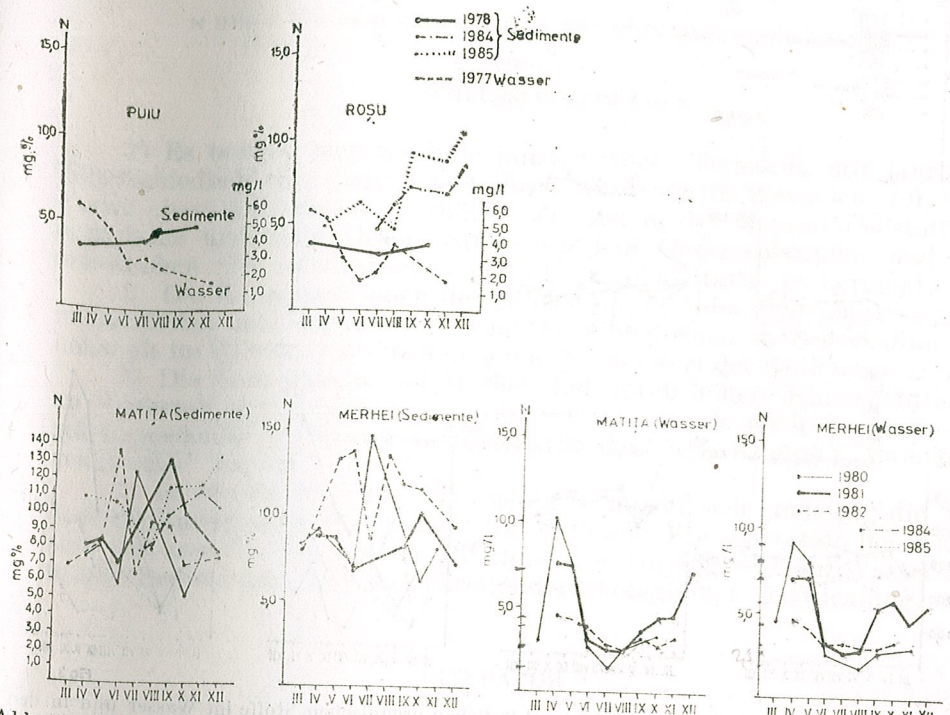 1978
1984
1985
Sedimente
1977 Wasser
N
15,0
10,0
5,0
mg.%
PUIU
mg/l
6,0
5,0
4,0
3,0
2,0
1,0
Sedimente
Wasser
III IV V VI VII VIII IX X XI XII
N
15,0
10,0
5,0
mg.%
ROŞU
mg/l
6,0
5,0
4,0
3,0
2,0
1,0
III IV V VI VII VIII IX X XI XII
N
MATITA (Sedimente)
14,0
13,0
12,0
11,0
10,0
9,0
8,0
7,0
6,0
5,0
4,0
3,0
2,0
1,0
mg%
III IV V VI VII VIII IX X XI XII
N
MERHEI (Sedimente)
15,0
10,0
5,0
III IV V VI VII VIII IX X XI XII
N
MATITA (Wasser)
15,0
10,0
5,0
mg/l
III IV V VI VII VIII IX X XI XII
N
MERHEI (Wasser)
15,0
10,0
5,0
mg/l
1980
1981
1982
1984
1985
III IV V VI VII VIII IX X XI XII